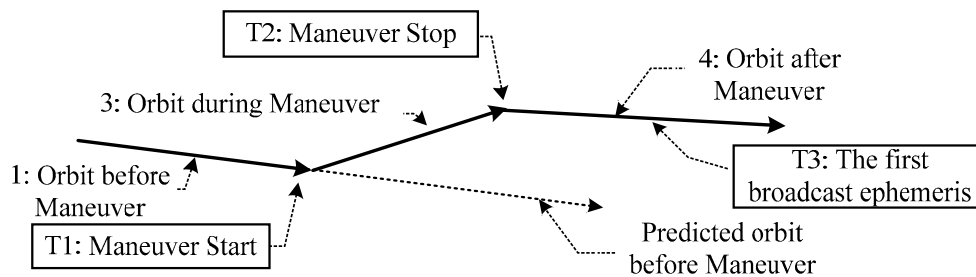 T2: Maneuver Stop
4: Orbit after
Maneuver
3: Orbit during Maneuver
1: Orbit before
Maneuver
T3: The first
broadcast ephemeris
T1: Maneuver Start
Predicted orbit
before Maneuver